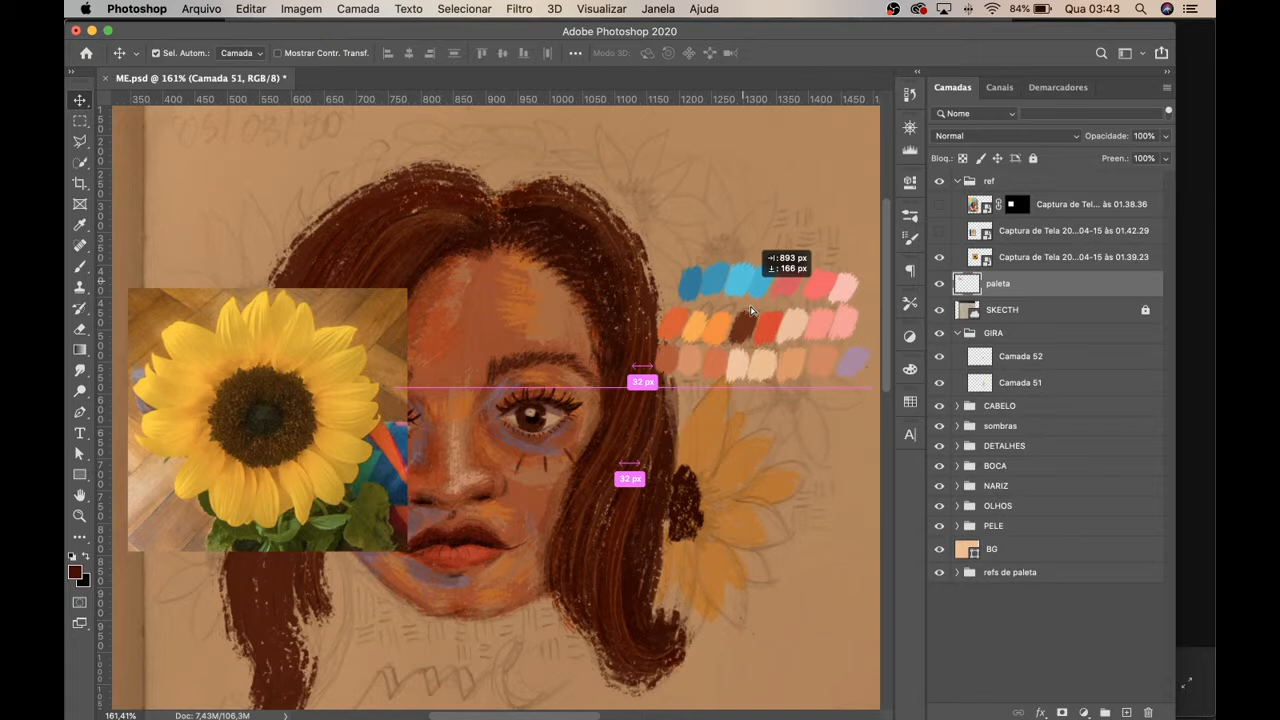 Photoshop Arquivo Editar Imagem Camada Texto Selecionar Filtro 3D Visualizar Janela Ajuda 84% Qua 03:43
Adobe Photoshop 2020
Sel. Autom.: Camada Mostrar Contr. Transf. Modo 3D:
ME.psd @ 161% (Camada 51, RGB/8) *
350 400 450 500 550 600 650 700 750 800 850 900 950 1000 1050 1100 1150 1200 1250 1300 1350 1400 1450
Camadas Canais Demarcadores
Nome
Normal Opacidade: 100%
Bloq.: Preen.: 100%
ref
Captura de Tel... às 01.38.36
Captura de Tela 20...04-15 às 01.42.29
Captura de Tela 20...04-15 às 01.39.23
paleta
SKECTH
GIRA
Camada 52
Camada 51
CABELO
sombras
DETALHES
BOCA
NARIZ
OLHOS
PELE
BG
refs de paleta
: 893 px
: 166 px
32 px
32 px
161,41% Doc: 7,43M/106,3M